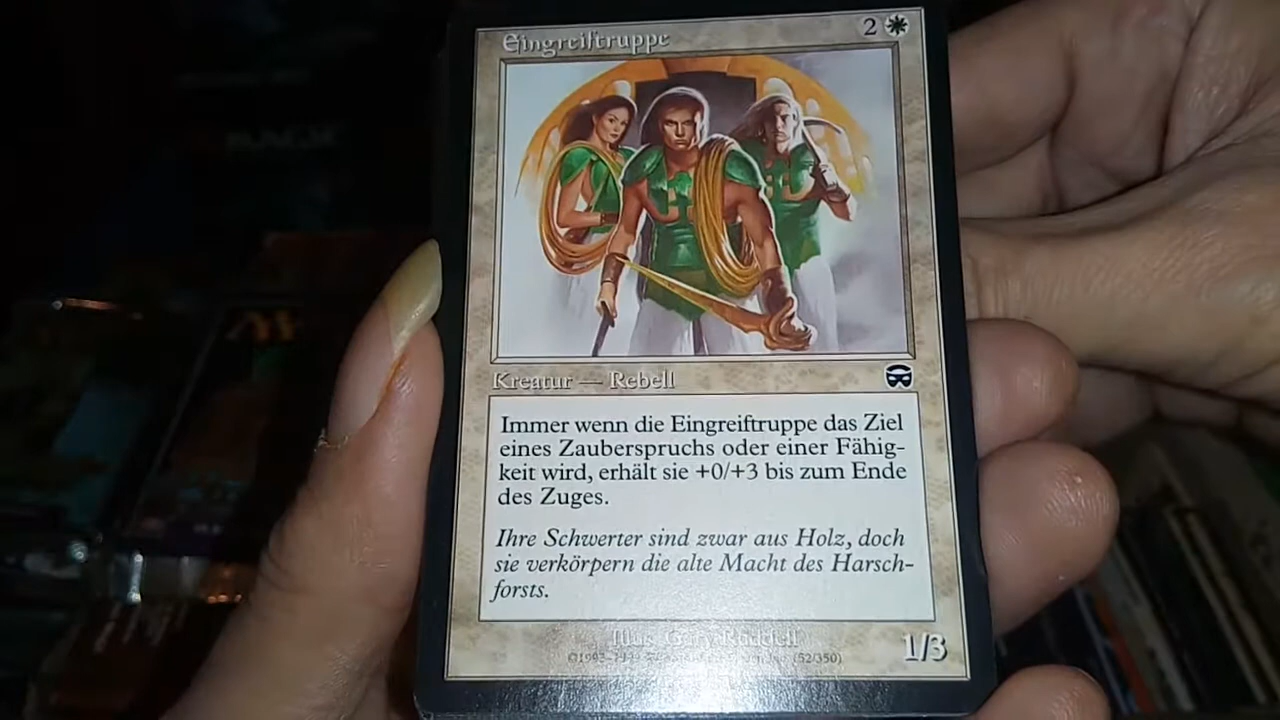 Eingreiftruppe 2
Kreatur — Rebell
Immer wenn die Eingreiftruppe das Ziel
eines Zauberspruchs oder einer Fähig-
keit wird, erhält sie +0/+3 bis zum Ende
des Zuges.
Ihre Schwerter sind zwar aus Holz, doch
sie verkörpern die alte Macht des Harsch-
forsts.
Illus. Gary Ruddell
(52/350)
1/3